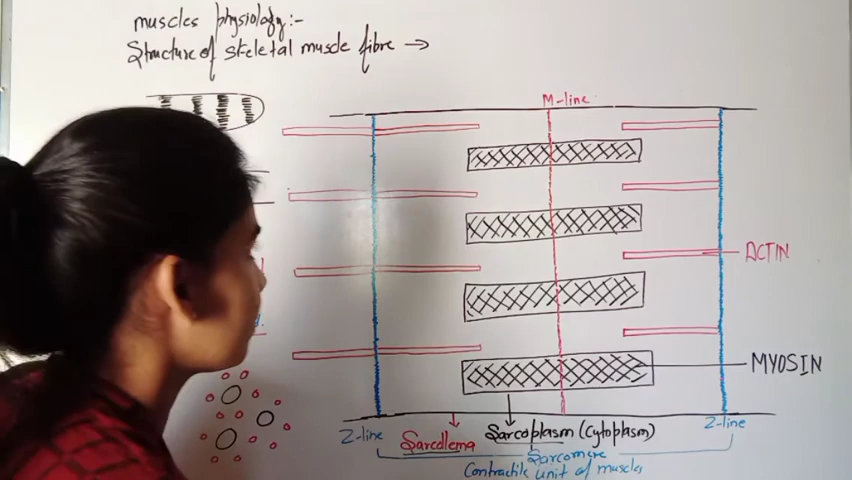 muscles physiology:-
Structure of skeletal muscle fibre →
M-line
ACTIN
MYOSIN
Z-line
Sarcollema
Sarcoplasm (Cytoplasm)
Z-line
Sarcomere
Contractile unit of muscles